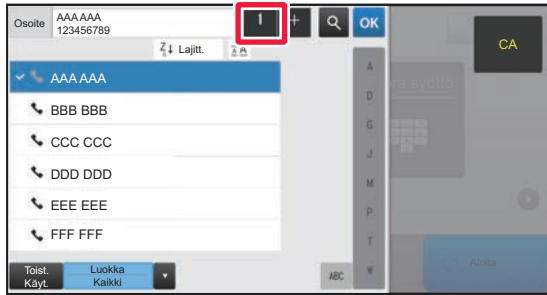 Osoite
AAA AAA
123456789
1
+
OK
CA
Lajitt.
AAA AAA
BBB BBB
CCC CCC
DDD DDD
EEE EEE
FFF FFF
A
D
G
J
M
P
T
W
syöttö
Aloita
Toist.
Käyt.
Luokka
Kaikki
ABC